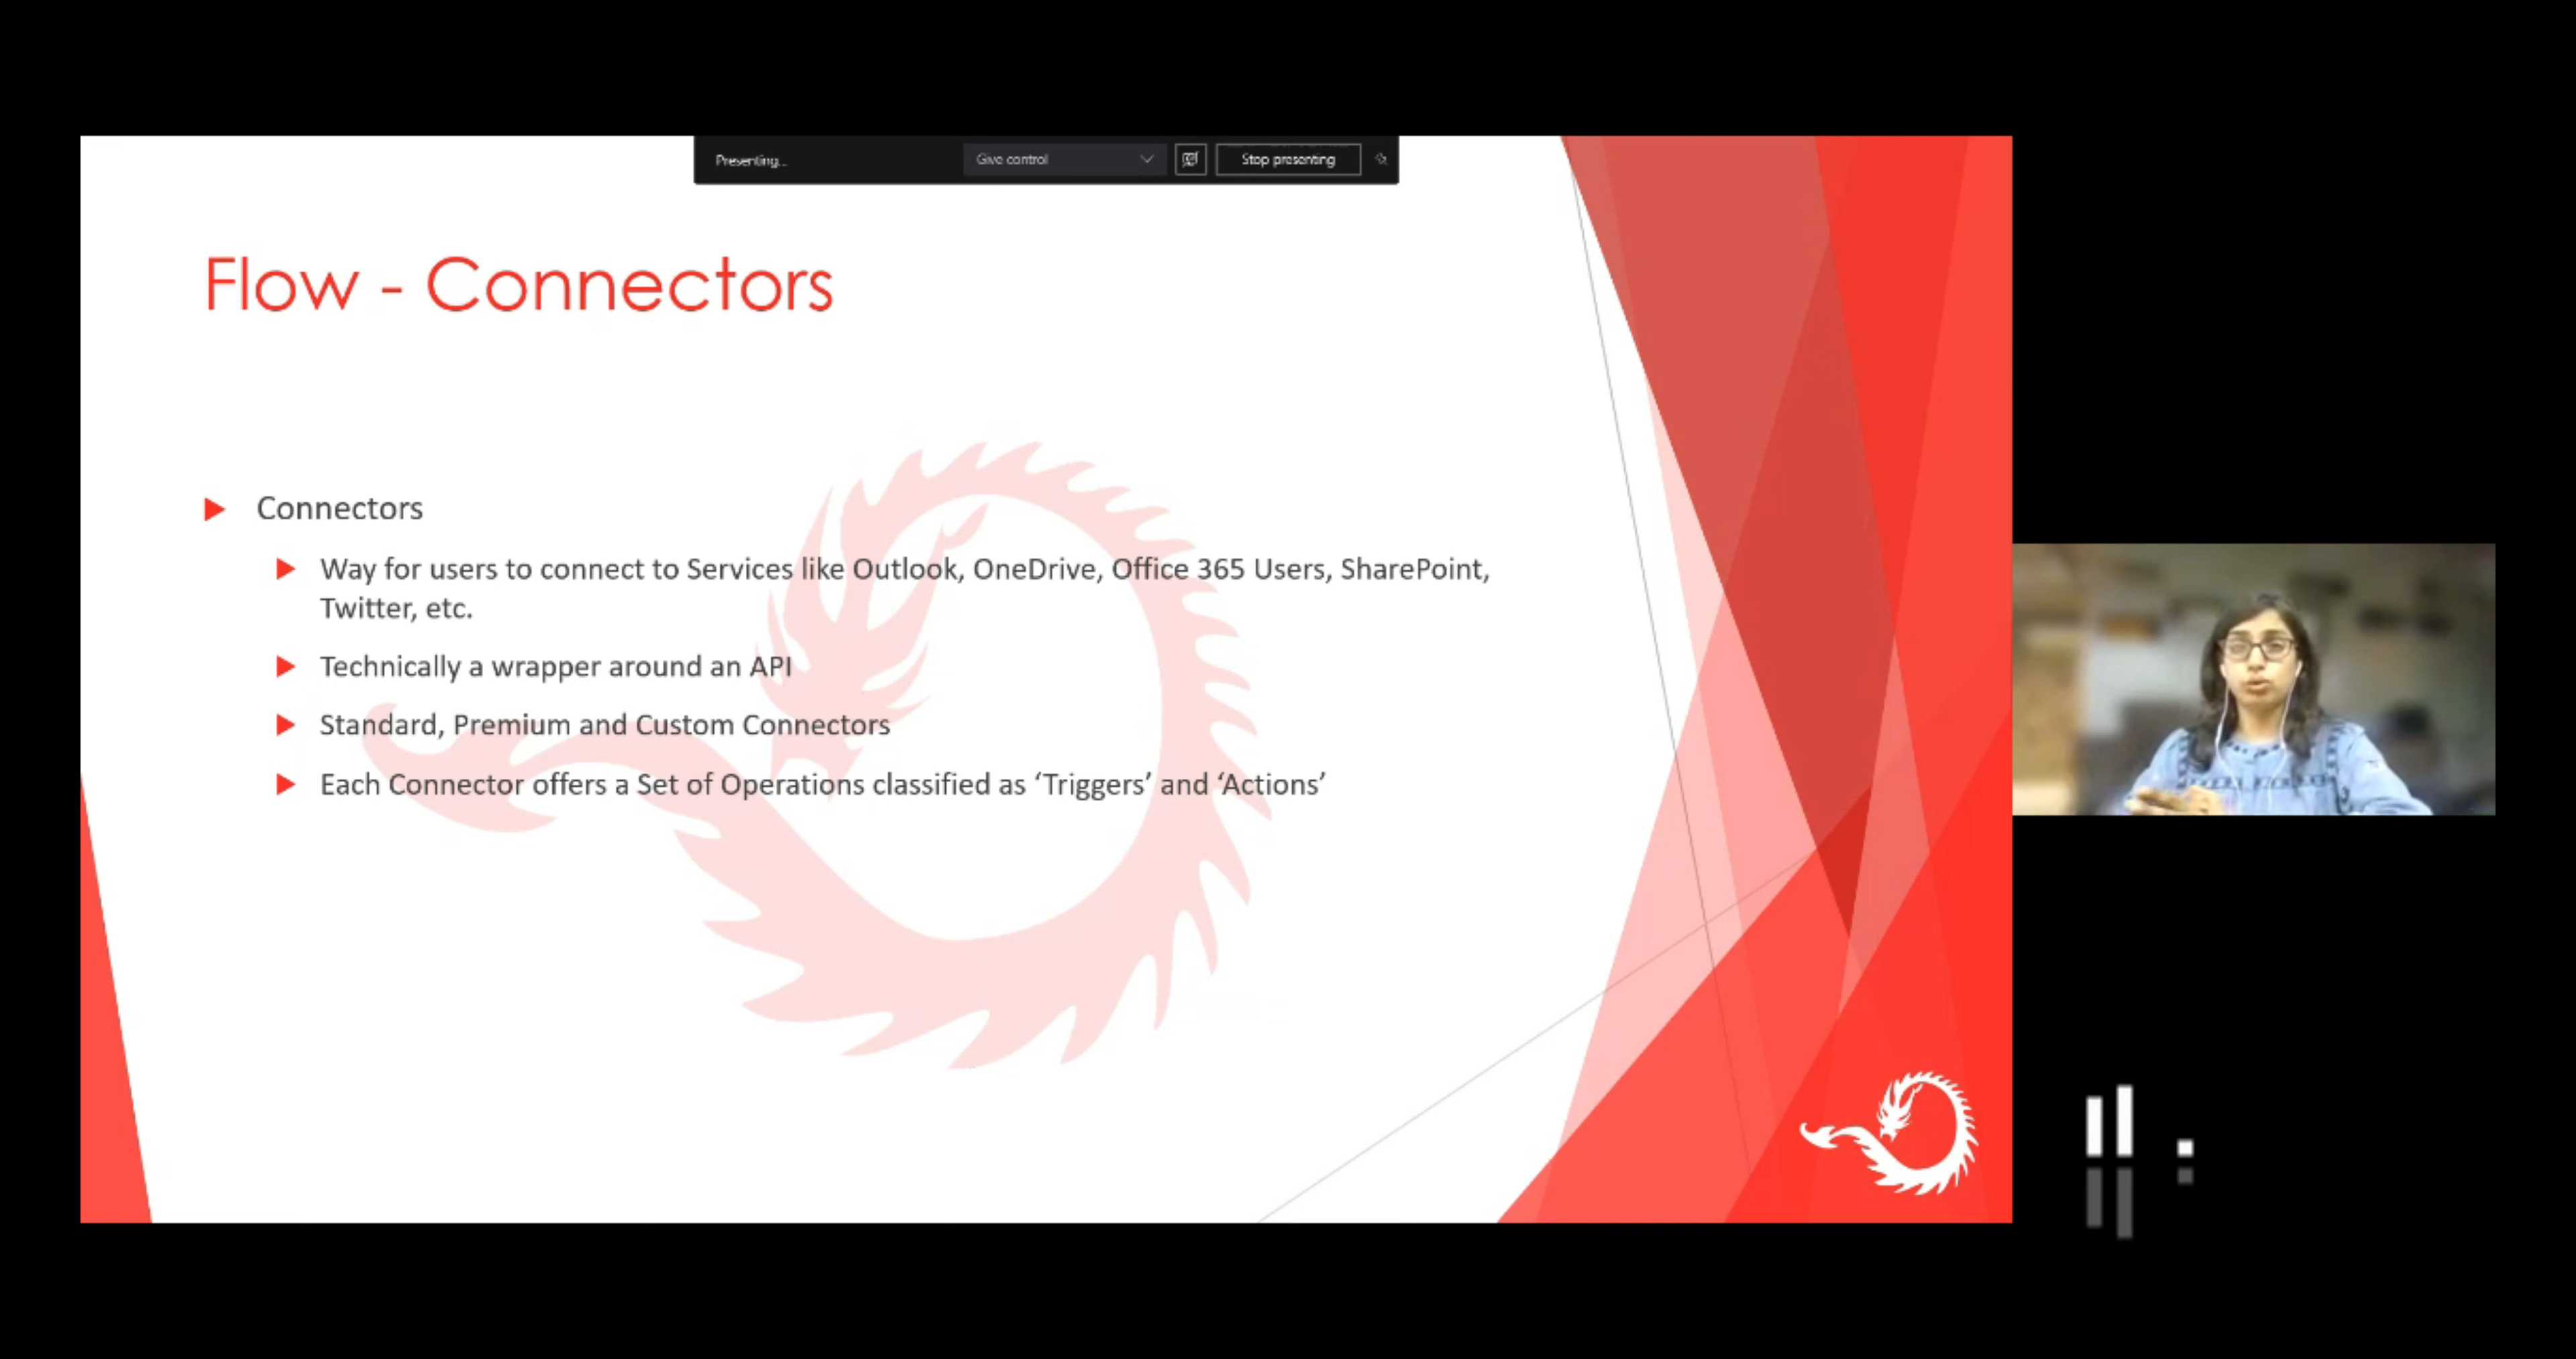 Presenting...
Give control
Stop presenting
Flow - Connectors
Connectors
Way for users to connect to Services like Outlook, OneDrive, Office 365 Users, SharePoint,
Twitter, etc.
Technically a wrapper around an API
Standard, Premium and Custom Connectors
Each Connector offers a Set of Operations classified as ‘Triggers’ and ‘Actions’